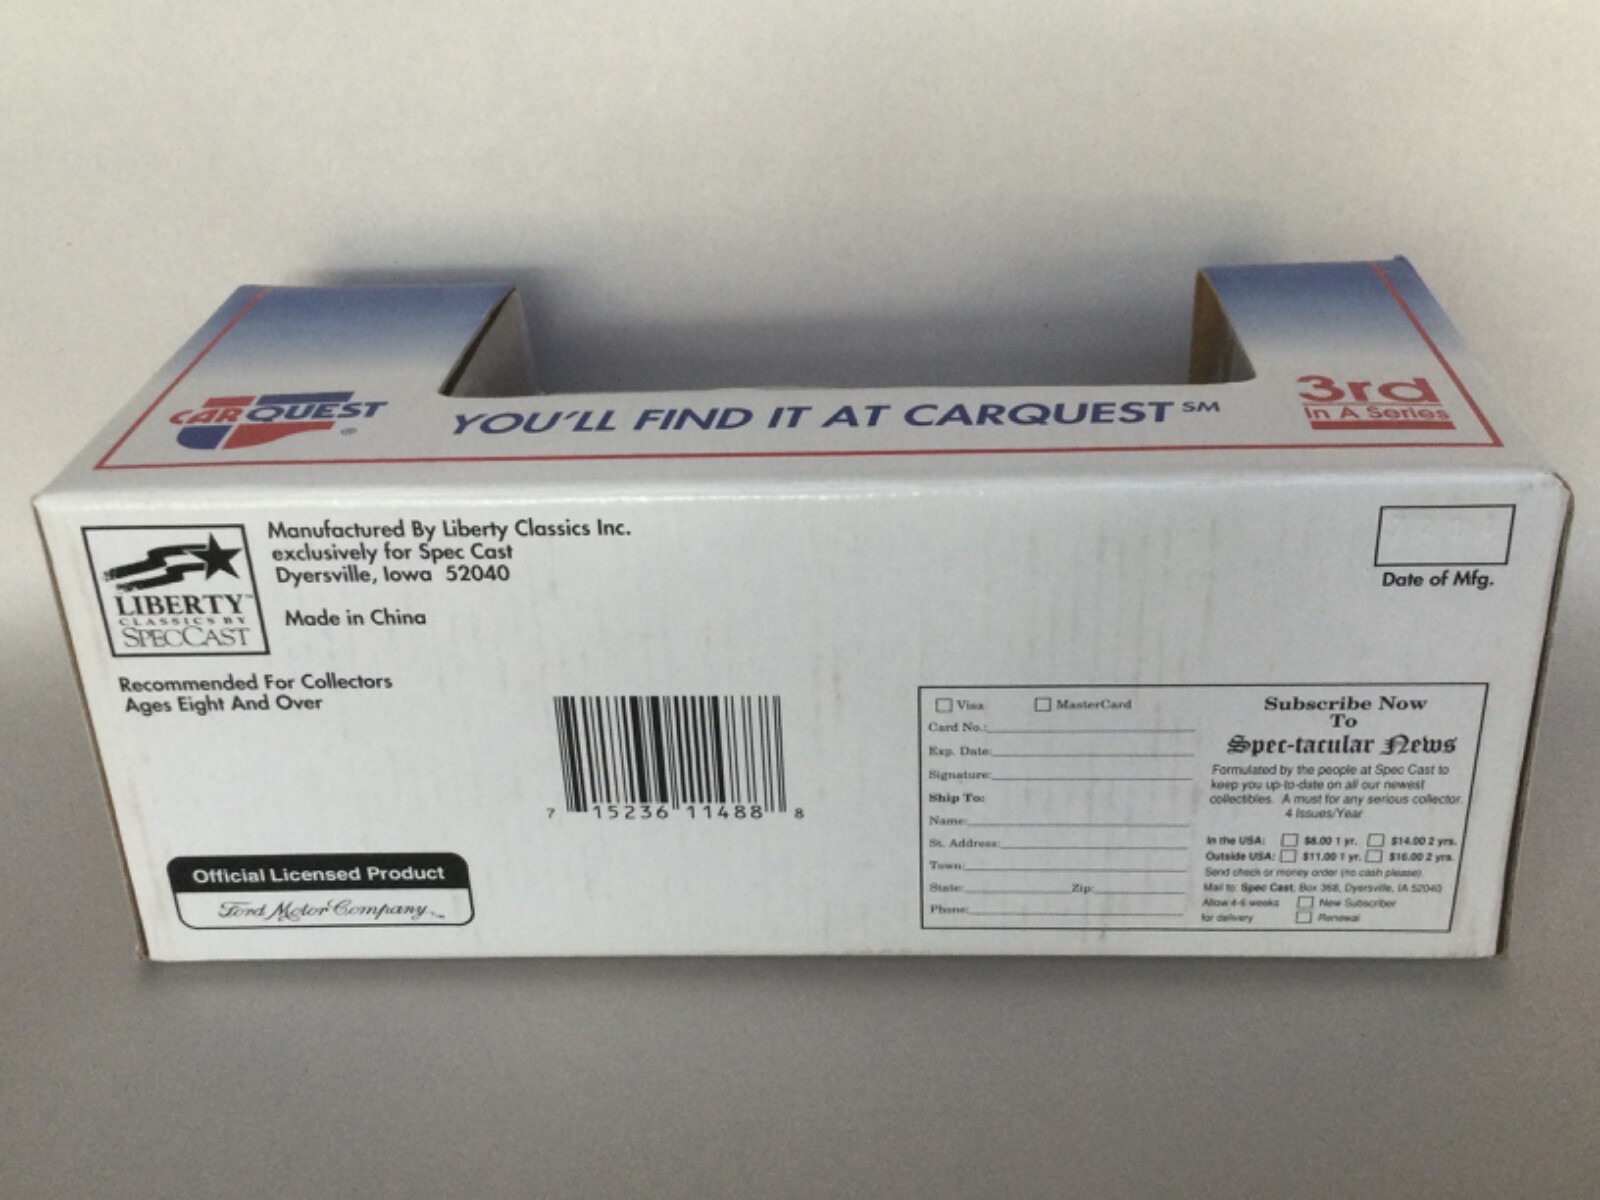 CARQUEST ®
YOU'LL FIND IT AT CARQUEST SM
3rd
In A Series
LIBERTY™
CLASSICS BY
SPECCAST
Manufactured By Liberty Classics Inc.
exclusively for Spec Cast
Dyersville, Iowa 52040
Made in China
Date of Mfg.
Recommended For Collectors
Ages Eight And Over
7 15236 11488 8
Official Licensed Product
Ford Motor Company
Visa MasterCard
Card No.:
Exp. Date:
Signature:
Ship To:
Name:
St. Address:
Town:
State: Zip:
Phone:
Subscribe Now
To
Spec-tacular News
Formulated by the people at Spec Cast to
keep you up-to-date on all our newest
collectibles. A must for any serious collector.
4 Issues/Year
In the USA: $8.00 1 yr. $14.00 2 yrs.
Outside USA: $11.00 1 yr. $16.00 2 yrs.
Send check or money order (no cash please).
Mail to: Spec Cast, Box 368, Dyersville, IA 52040
Allow 4-6 weeks New Subscriber
for delivery Renewal